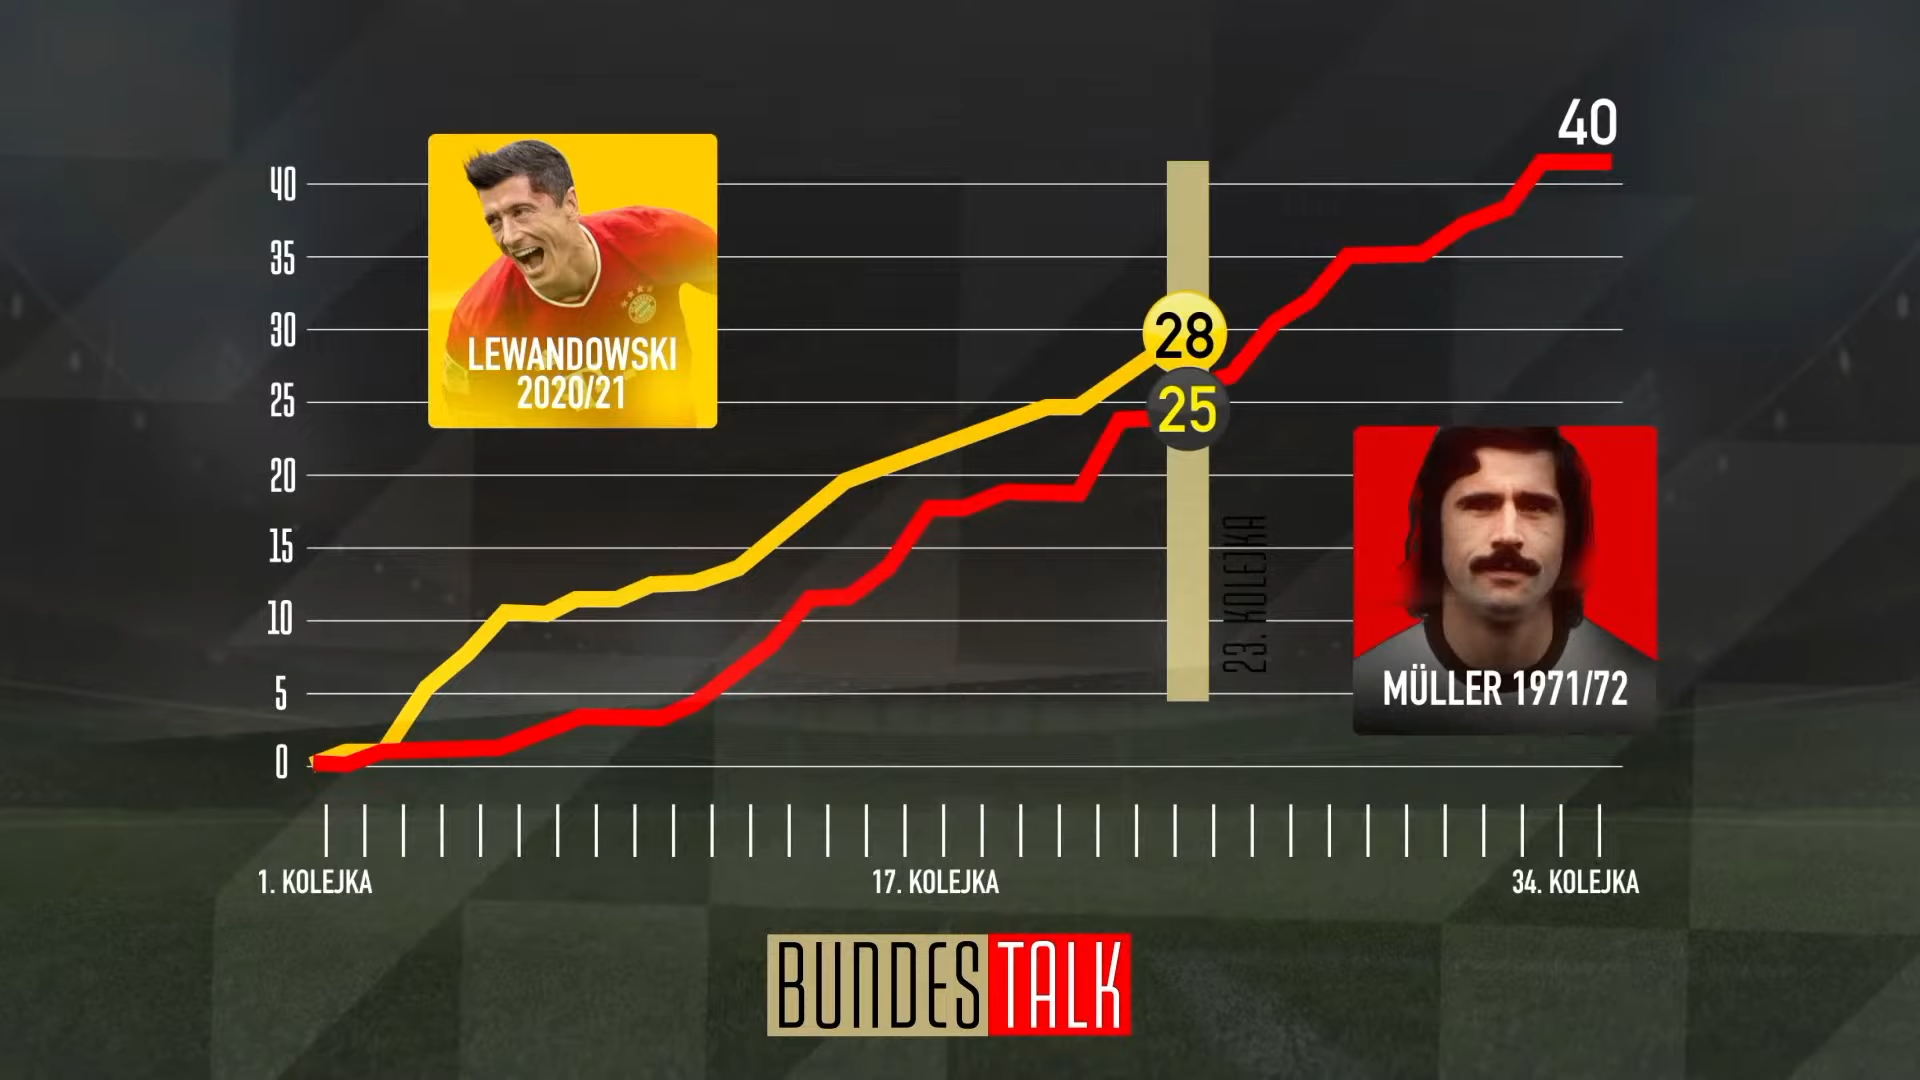 40
40
35
30
25
20
15
10
5
0
LEWANDOWSKI
2020/21
28
25
23. KOLEJKA
MÜLLER 1971/72
1. KOLEJKA
17. KOLEJKA
34. KOLEJKA
BUNDESTALK